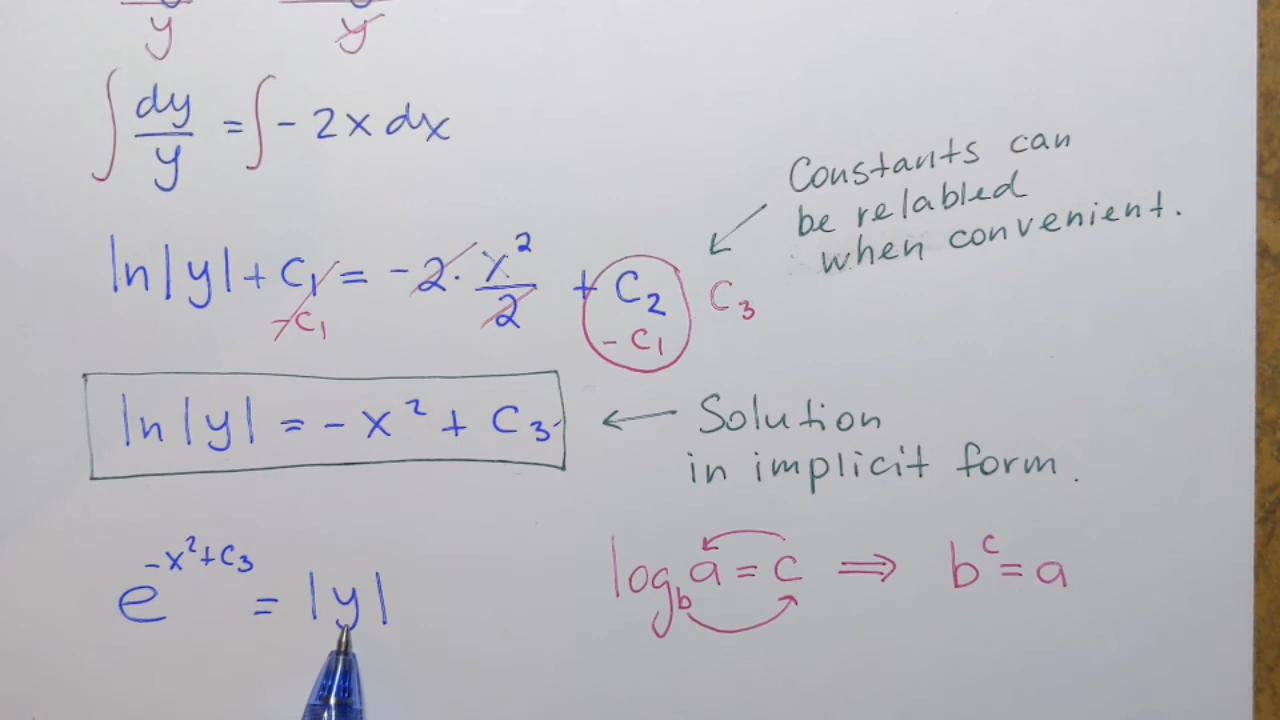 y y
∫ dy/y = ∫ - 2x dx
Constants can
be relabled
when convenient.
ln|y| + C₁ = -2 · x²/2 + C₂ C₃
-C₁ - C₁
ln|y| = - x² + C₃
← Solution
in implicit form.
e^(-x²+C₃) = |y|
log_b a = c ⇒ b^c = a